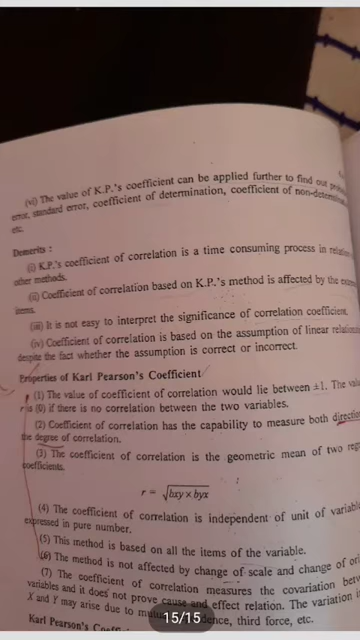 (vi) The value of K.P.'s coefficient can be applied further to find out
error, standard error, coefficient of determination, coefficient of
etc.
Demerits :
(i) K.P.'s coefficient of correlation is a time consuming process in
other methods.
(ii) Coefficient of correlation based on K.P.'s method is affected by the
items.
(iii) It is not easy to interpret the significance of correlation coefficient.
(iv) Coefficient of correlation is based on the assumption of linear
despite the fact whether the assumption is correct or incorrect.
Properties of Karl Pearson's Coefficient
(1) The value of coefficient of correlation would lie between ±1. The
r is (0) if there is no correlation between the two variables.
(2) Coefficient of correlation has the capability to measure both
the degree of correlation.
(3) The coefficient of correlation is the geometric mean of two
coefficients.
r = √bxy × byx
(4) The coefficient of correlation is independent of unit of
expressed in pure number.
(5) This method is based on all the items of the variable.
(6) The method is not affected by change of scale and change of
(7) The coefficient of correlation measures the covariation
variables and it does not prove cause and effect relation. The variation
X and Y may arise due to third force, etc.
15/15
Karl Pearson's